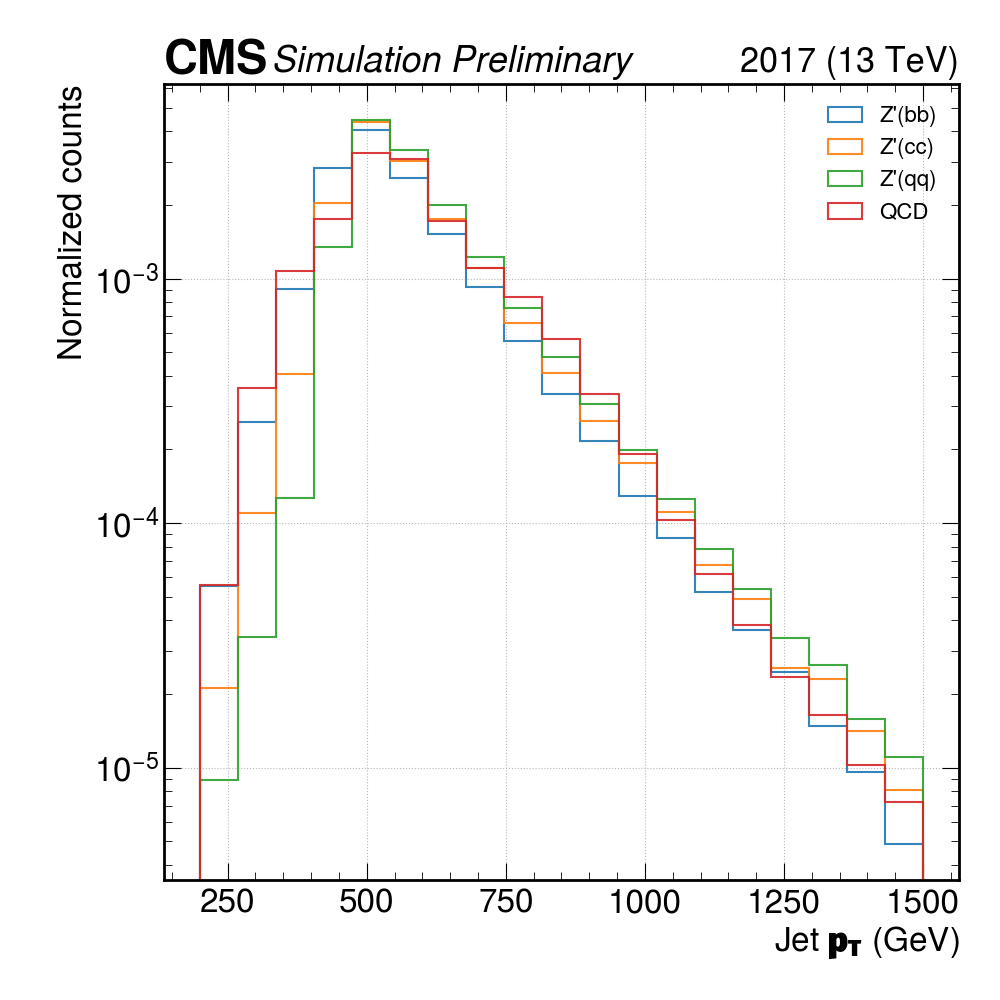 CMS Simulation Preliminary 2017 (13 TeV)
Normalized counts
Z'(bb)
Z'(cc)
Z'(qq)
QCD
10⁻³
10⁻⁴
10⁻⁵
250 500 750 1000 1250 1500
Jet p_T (GeV)